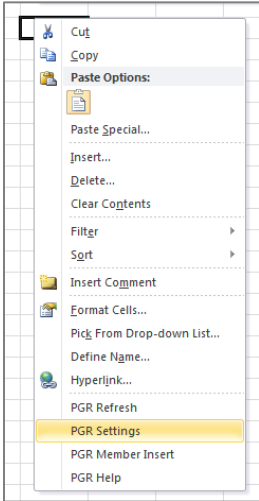 Cut
Copy
Paste Options:
Paste Special...
Insert...
Delete...
Clear Contents
Filter
Sort
Insert Comment
Format Cells...
Pick From Drop-down List...
Define Name...
Hyperlink...
PGR Refresh
PGR Settings
PGR Member Insert
PGR Help